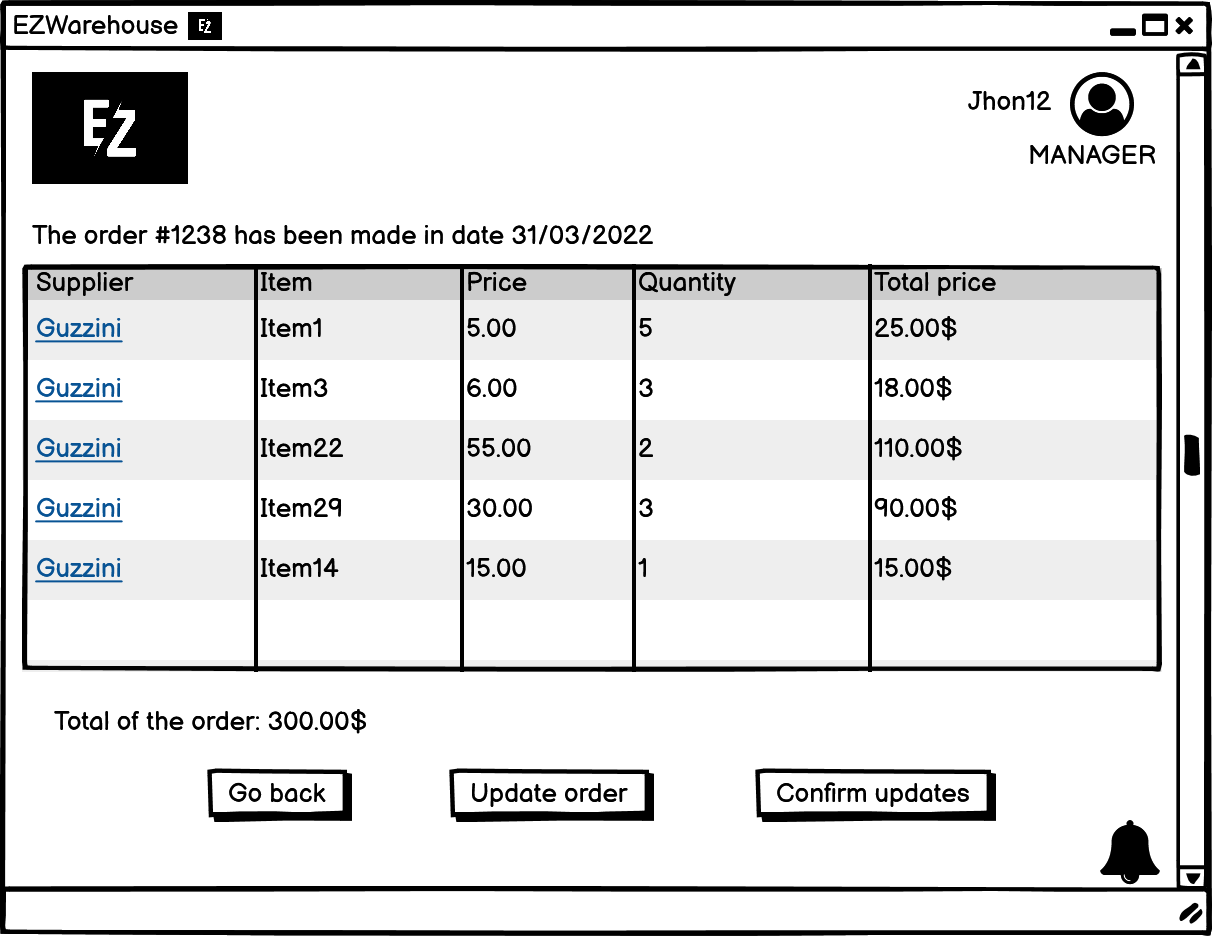 EZWarehouse EZ
EZ
Jhon12
MANAGER
The order #1238 has been made in date 31/03/2022
Supplier Item Price Quantity Total price
Guzzini Item1 5.00 5 25.00$
Guzzini Item3 6.00 3 18.00$
Guzzini Item22 55.00 2 110.00$
Guzzini Item29 30.00 3 90.00$
Guzzini Item14 15.00 1 15.00$
Total of the order: 300.00$
Go back Update order Confirm updates